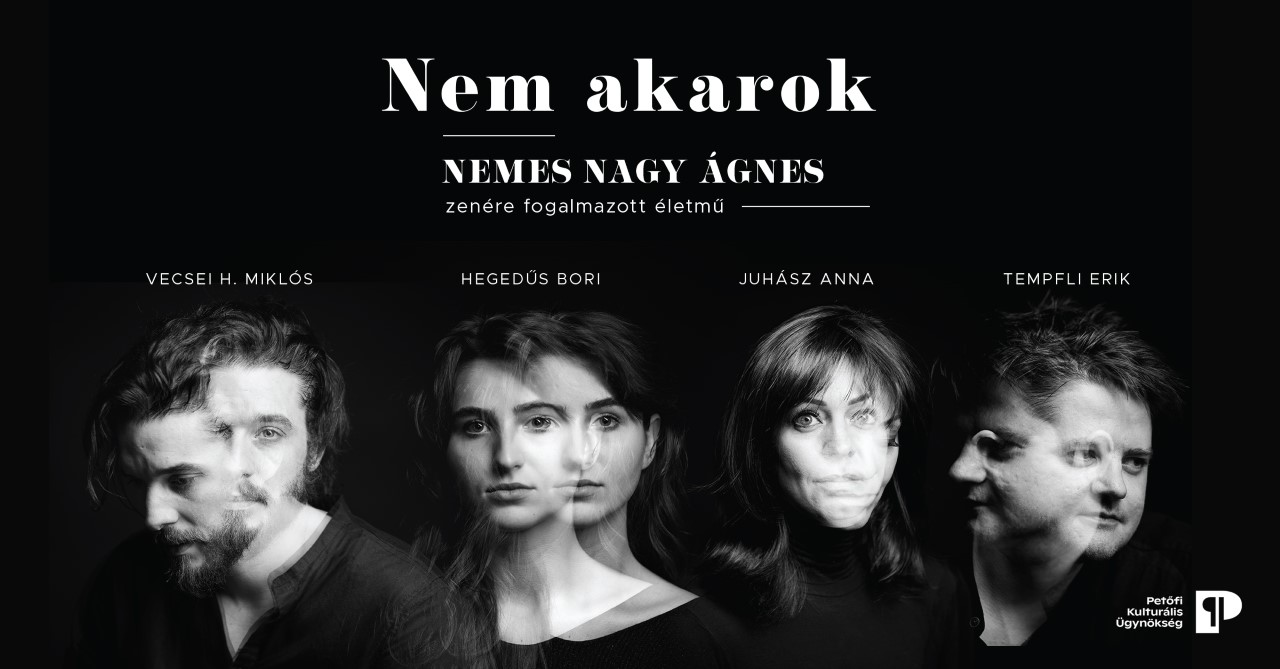 Nem akarok
NEMES NAGY ÁGNES
zenére fogalmazott életmű
VECSEI H. MIKLÓS
HEGEDŰS BORI
JUHÁSZ ANNA
TEMPFLI ERIK
Petőfi
Kulturális
Ügynökség